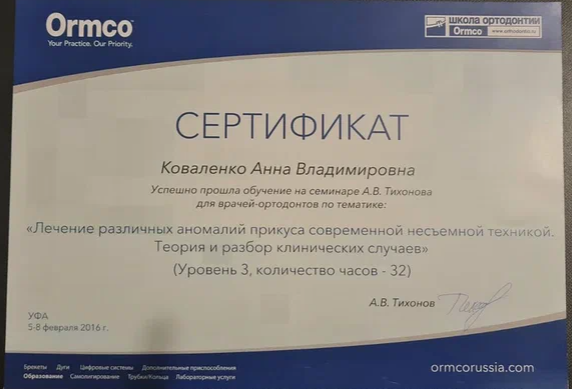 Ormco
Your Practice. Our Priority.
ШКОЛА ОРТОДОНТИИ
Ormco www.orthodontia.ru
СЕРТИФИКАТ
Коваленко Анна Владимировна
Успешно прошла обучение на семинаре А.В. Тихонова
для врачей-ортодонтов по тематике:
«Лечение различных аномалий прикуса современной несъемной техникой.
Теория и разбор клинических случаев»
(Уровень 3, количество часов - 32)
А.В. Тихонов
УФА
5-8 февраля 2016 г.
Брекеты Дуги Цифровые системы Дополнительные приспособления
Образование Самолигирование Трубки/Кольца Лабораторные услуги
ormcorussia.com